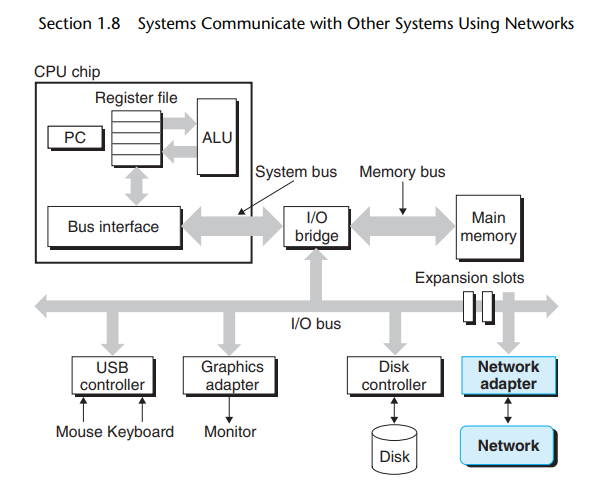 Section 1.8 Systems Communicate with Other Systems Using Networks
CPU chip
Register file
PC
ALU
System bus
Memory bus
Bus interface
I/O
bridge
Main
memory
Expansion slots
I/O bus
USB
controller
Graphics
adapter
Disk
controller
Network
adapter
Mouse Keyboard
Monitor
Disk
Network